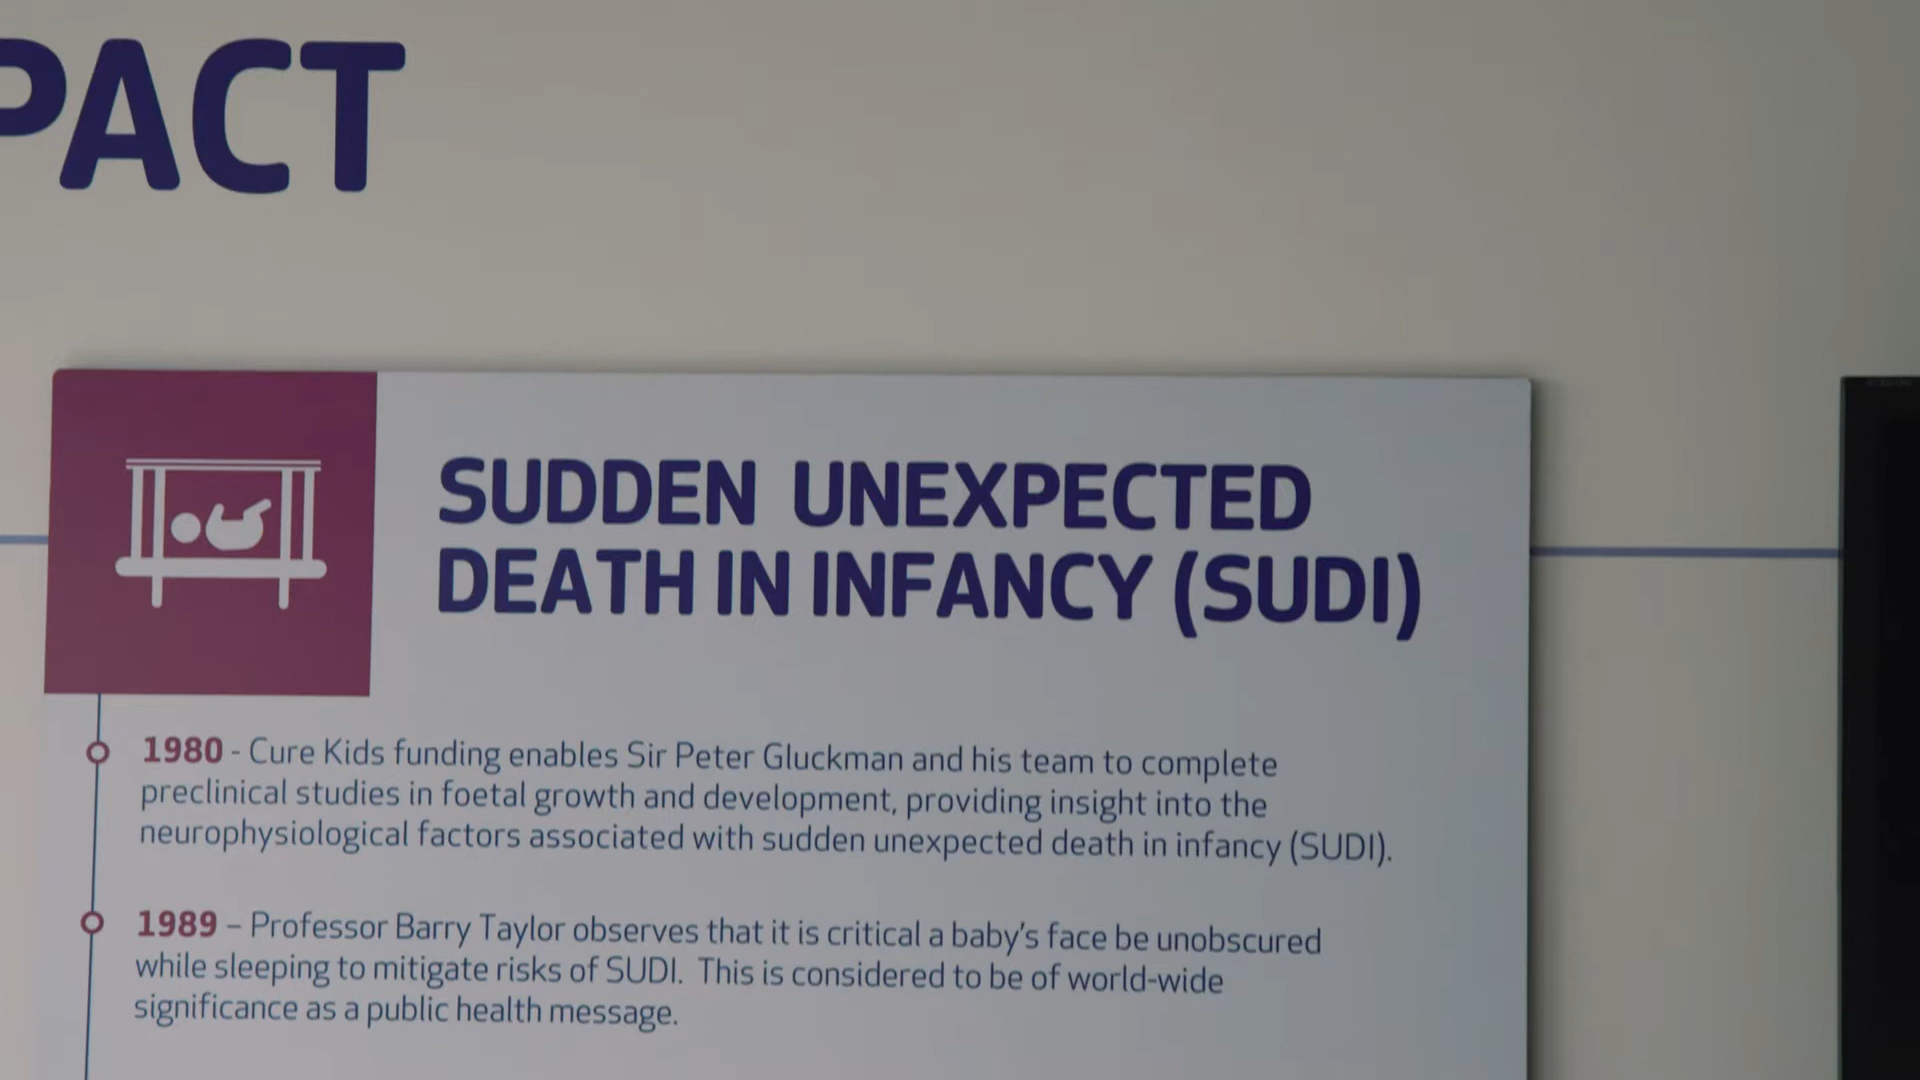 PACT
SUDDEN UNEXPECTED
DEATH IN INFANCY (SUDI)
1980 - Cure Kids funding enables Sir Peter Gluckman and his team to complete
preclinical studies in foetal growth and development, providing insight into the
neurophysiological factors associated with sudden unexpected death in infancy (SUDI).
1989 – Professor Barry Taylor observes that it is critical a baby's face be unobscured
while sleeping to mitigate risks of SUDI. This is considered to be of world-wide
significance as a public health message.